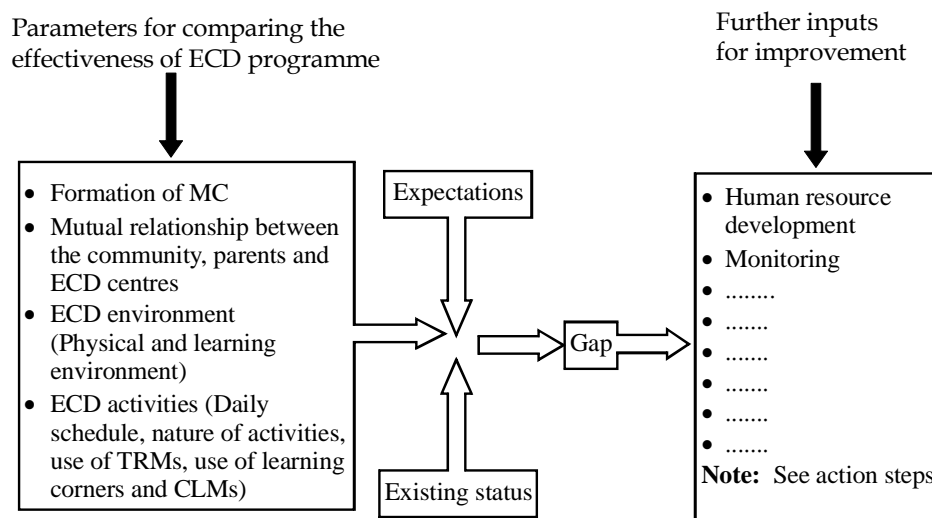 Parameters for comparing the
effectiveness of ECD programme
Further inputs
for improvement
• Formation of MC
• Mutual relationship between
the community, parents and
ECD centres
• ECD environment
(Physical and learning
environment)
• ECD activities (Daily
schedule, nature of activities,
use of TRMs, use of learning
corners and CLMs)
Expectations
Existing status
Gap
• Human resource
development
• Monitoring
• ........
• .......
• .......
• .......
• .......
• .......
Note: See action steps